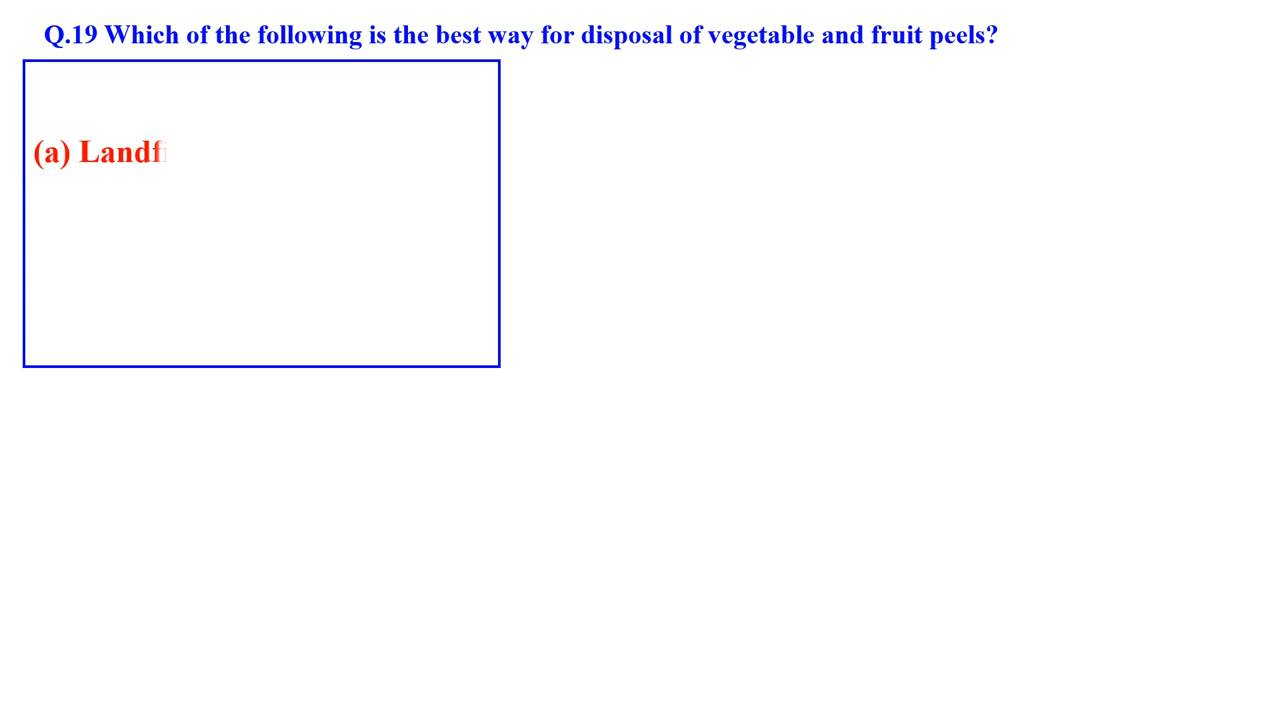 Q.19 Which of the following is the best way for disposal of vegetable and fruit peels?
(a) Landf